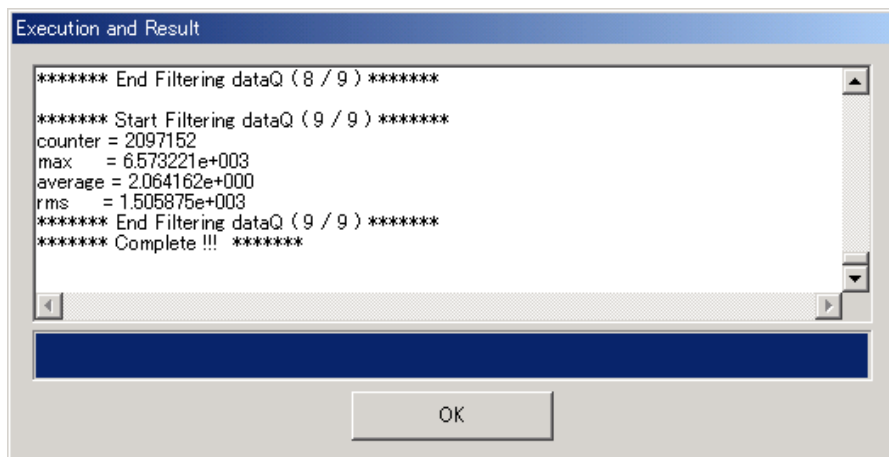 Execution and Result
******* End Filtering dataQ ( 8 / 9 ) *******
******* Start Filtering dataQ ( 9 / 9 ) *******
counter = 2097152
max = 6.573221e+003
average = 2.064162e+000
rms = 1.505875e+003
******* End Filtering dataQ ( 9 / 9 ) *******
******* Complete !!! *******
OK